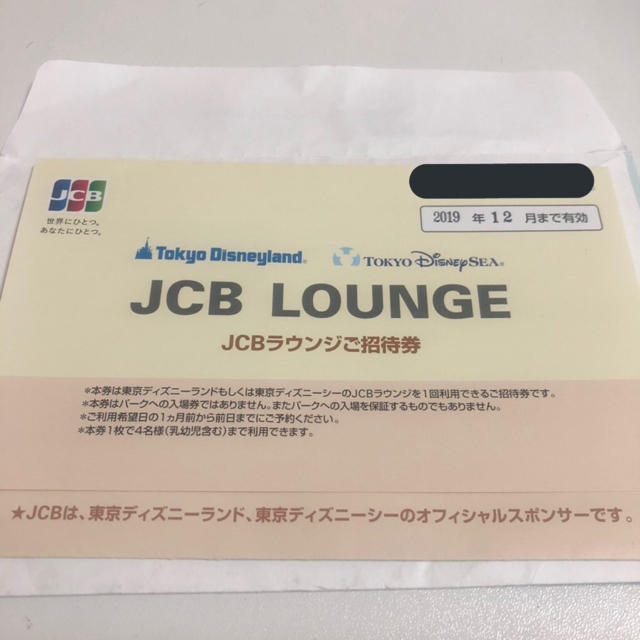 JCB
世界にひとつ。
あなたにひとつ。
2019 年 12 月まで有効
Tokyo Disneyland®
TOKYO DISNEYSEA®
JCB LOUNGE
JCBラウンジご招待券
*本券は東京ディズニーランドもしくは東京ディズニーシーのJCBラウンジを1回利用できるご招待券です。
*本券はパークへの入場券ではありません。またパークへの入場を保証するものでもありません。
*ご利用希望日の1ヵ月前から前日までにご予約ください。
*本券1枚で4名様(乳幼児含む)まで利用できます。
★JCBは、東京ディズニーランド、東京ディズニーシーのオフィシャルスポンサーです。